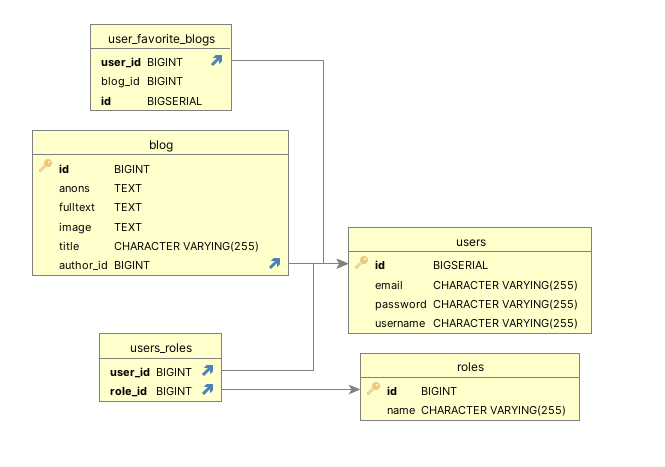 user_favorite_blogs
user_id BIGINT
blog_id BIGINT
id BIGSERIAL
blog
id BIGINT
anons TEXT
fulltext TEXT
image TEXT
title CHARACTER VARYING(255)
author_id BIGINT
users
id BIGSERIAL
email CHARACTER VARYING(255)
password CHARACTER VARYING(255)
username CHARACTER VARYING(255)
users_roles
user_id BIGINT
role_id BIGINT
roles
id BIGINT
name CHARACTER VARYING(255)